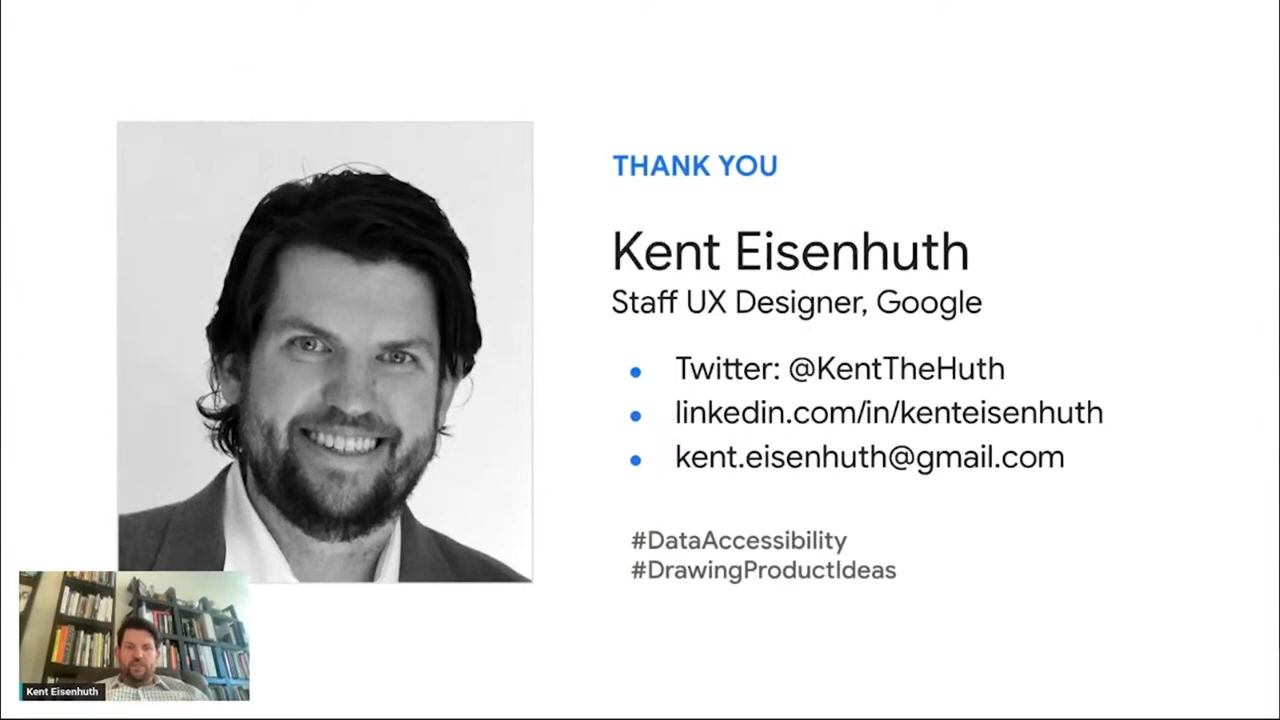 THANK YOU
Kent Eisenhuth
Staff UX Designer, Google
Twitter: @KentTheHuth
linkedin.com/in/kenteisenhuth
kent.eisenhuth@gmail.com
#DataAccessibility
#DrawingProductIdeas
Kent Eisenhuth